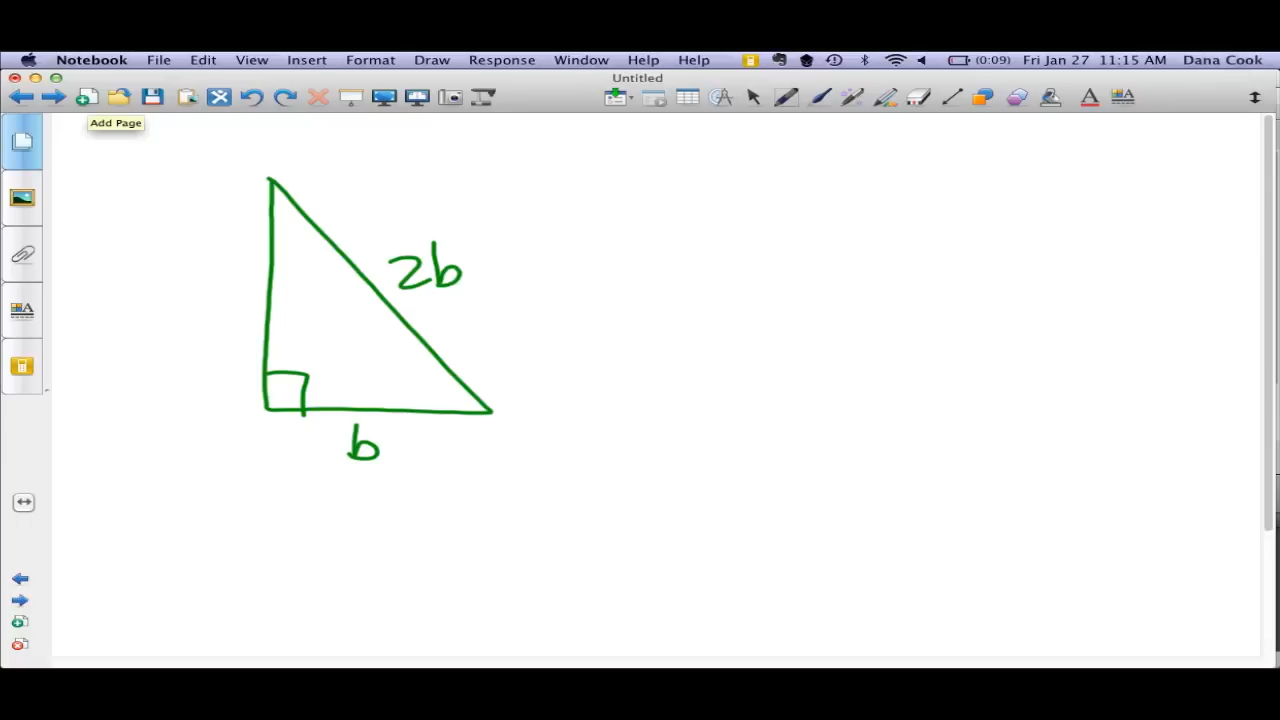 Notebook File Edit View Insert Format Draw Response Window Help Help (0:09) Fri Jan 27 11:15 AM Dana Cook
Untitled
Add Page
2b
b